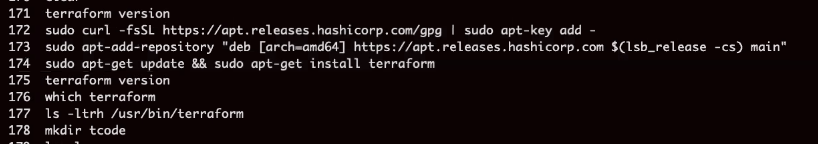 171 terraform version
172 sudo curl -fsSL https://apt.releases.hashicorp.com/gpg | sudo apt-key add -
173 sudo apt-add-repository "deb [arch=amd64] https://apt.releases.hashicorp.com $(lsb_release -cs) main"
174 sudo apt-get update && sudo apt-get install terraform
175 terraform version
176 which terraform
177 ls -ltrh /usr/bin/terraform
178 mkdir tcode